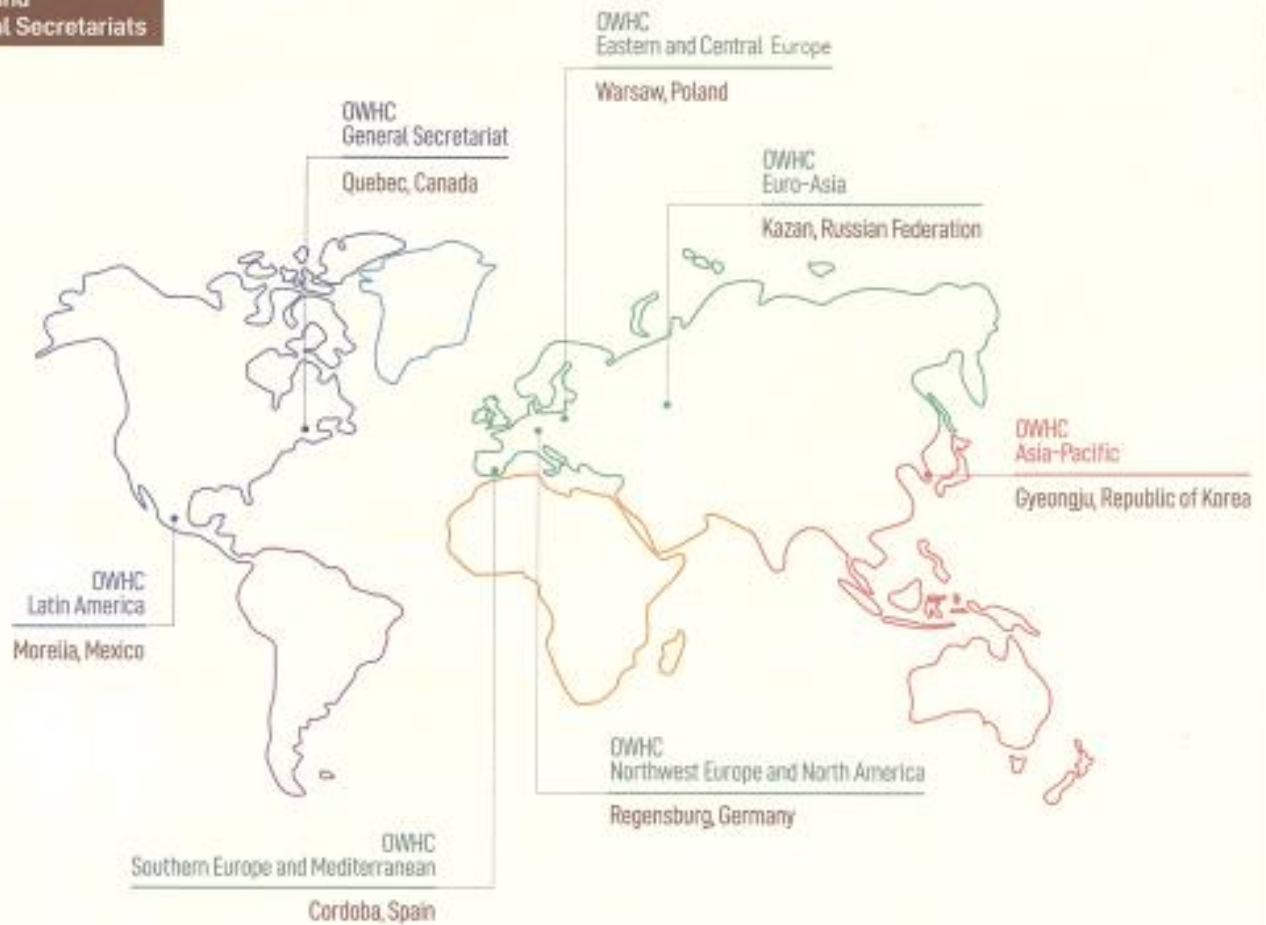 Secretariats
OWHC
Eastern and Central Europe
Warsaw, Poland
OWHC
General Secretariat
Quebec, Canada
OWHC
Euro-Asia
Kazan, Russian Federation
OWHC
Asia-Pacific
Gyeongju, Republic of Korea
OWHC
Latin America
Morelia, Mexico
OWHC
Northwest Europe and North America
Regensburg, Germany
OWHC
Southern Europe and Mediterranean
Cordoba, Spain